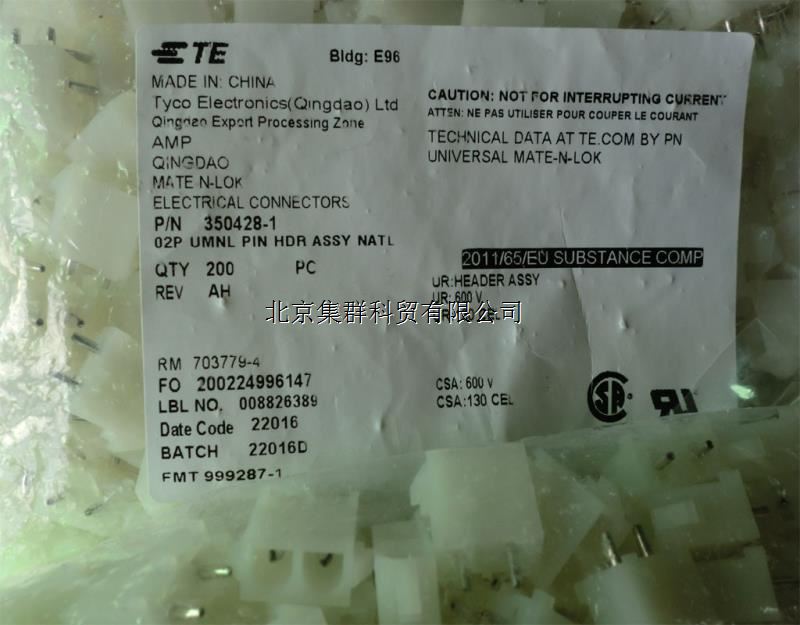 TE
Bldg: E96
MADE IN: CHINA
Tyco Electronics(Qingdao) Ltd
Qingdao Export Processing Zone
AMP
QINGDAO
MATE N-LOK
ELECTRICAL CONNECTORS
P/N 350428-1
02P UMNL PIN HDR ASSY NATL
QTY 200 PC
REV AH
CAUTION: NOT FOR INTERRUPTING CURRENT
ATTEN: NE PAS UTILISER POUR COUPER LE COURANT
TECHNICAL DATA AT TE.COM BY PN
UNIVERSAL MATE-N-LOK
2011/65/EU SUBSTANCE COMP
UR:HEADER ASSY
UR: 600 V
北京集群科贸有限公司
RM 703779-4
FO 200224996147
LBL NO. 008826389
Date Code 22016
BATCH 22016D
FMT 999287-1
CSA: 600 V
CSA:130 CEL